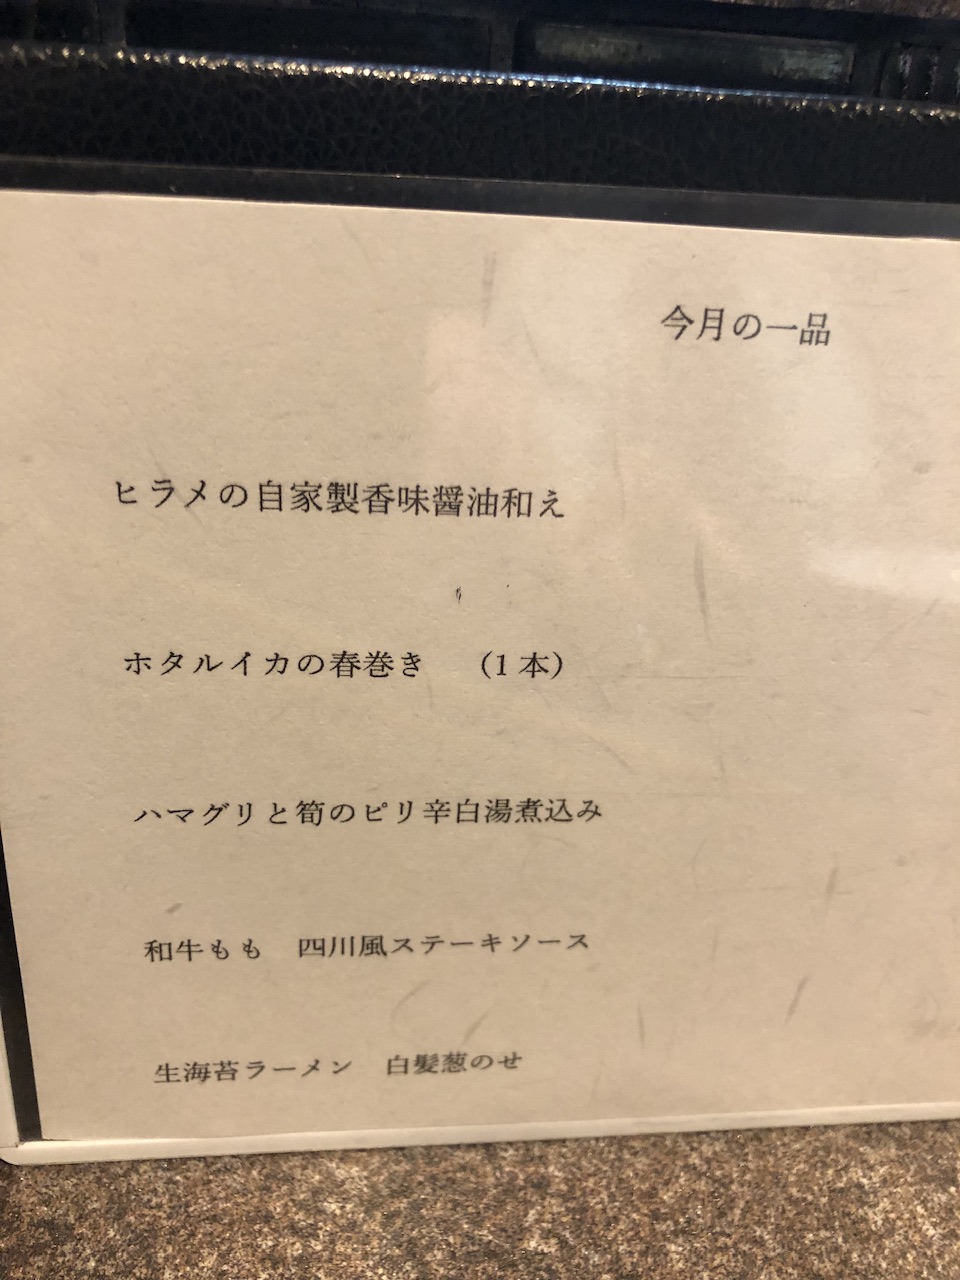 今月の一品
ヒラメの自家製香味醤油和え
ホタルイカの春巻き　（1 本）
ハマグリと筍のピリ辛白湯煮込み
和牛もも　四川風ステーキソース
生海苔ラーメン　白髪葱のせ